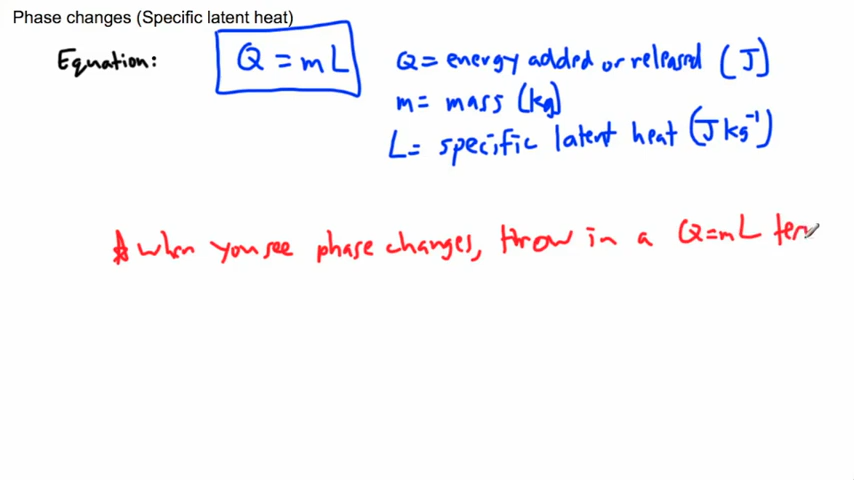 Phase changes (Specific latent heat)
Equation: Q = mL Q = energy added or released (J)
m = mass (kg)
L = specific latent heat (J kg⁻¹)
* when you see phase changes, throw in a Q=mL ter